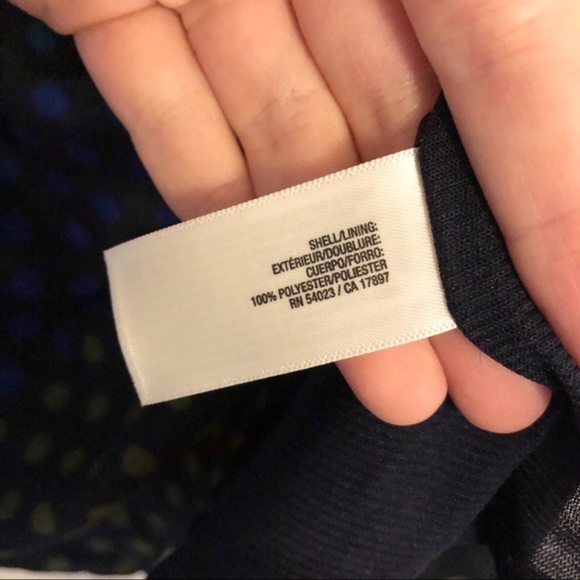 SHELL/LINING:
EXTÉRIEUR/DOUBLURE:
CUERPO/FORRO:
100% POLYESTER/POLIESTER
RN 54023 / CA 17897